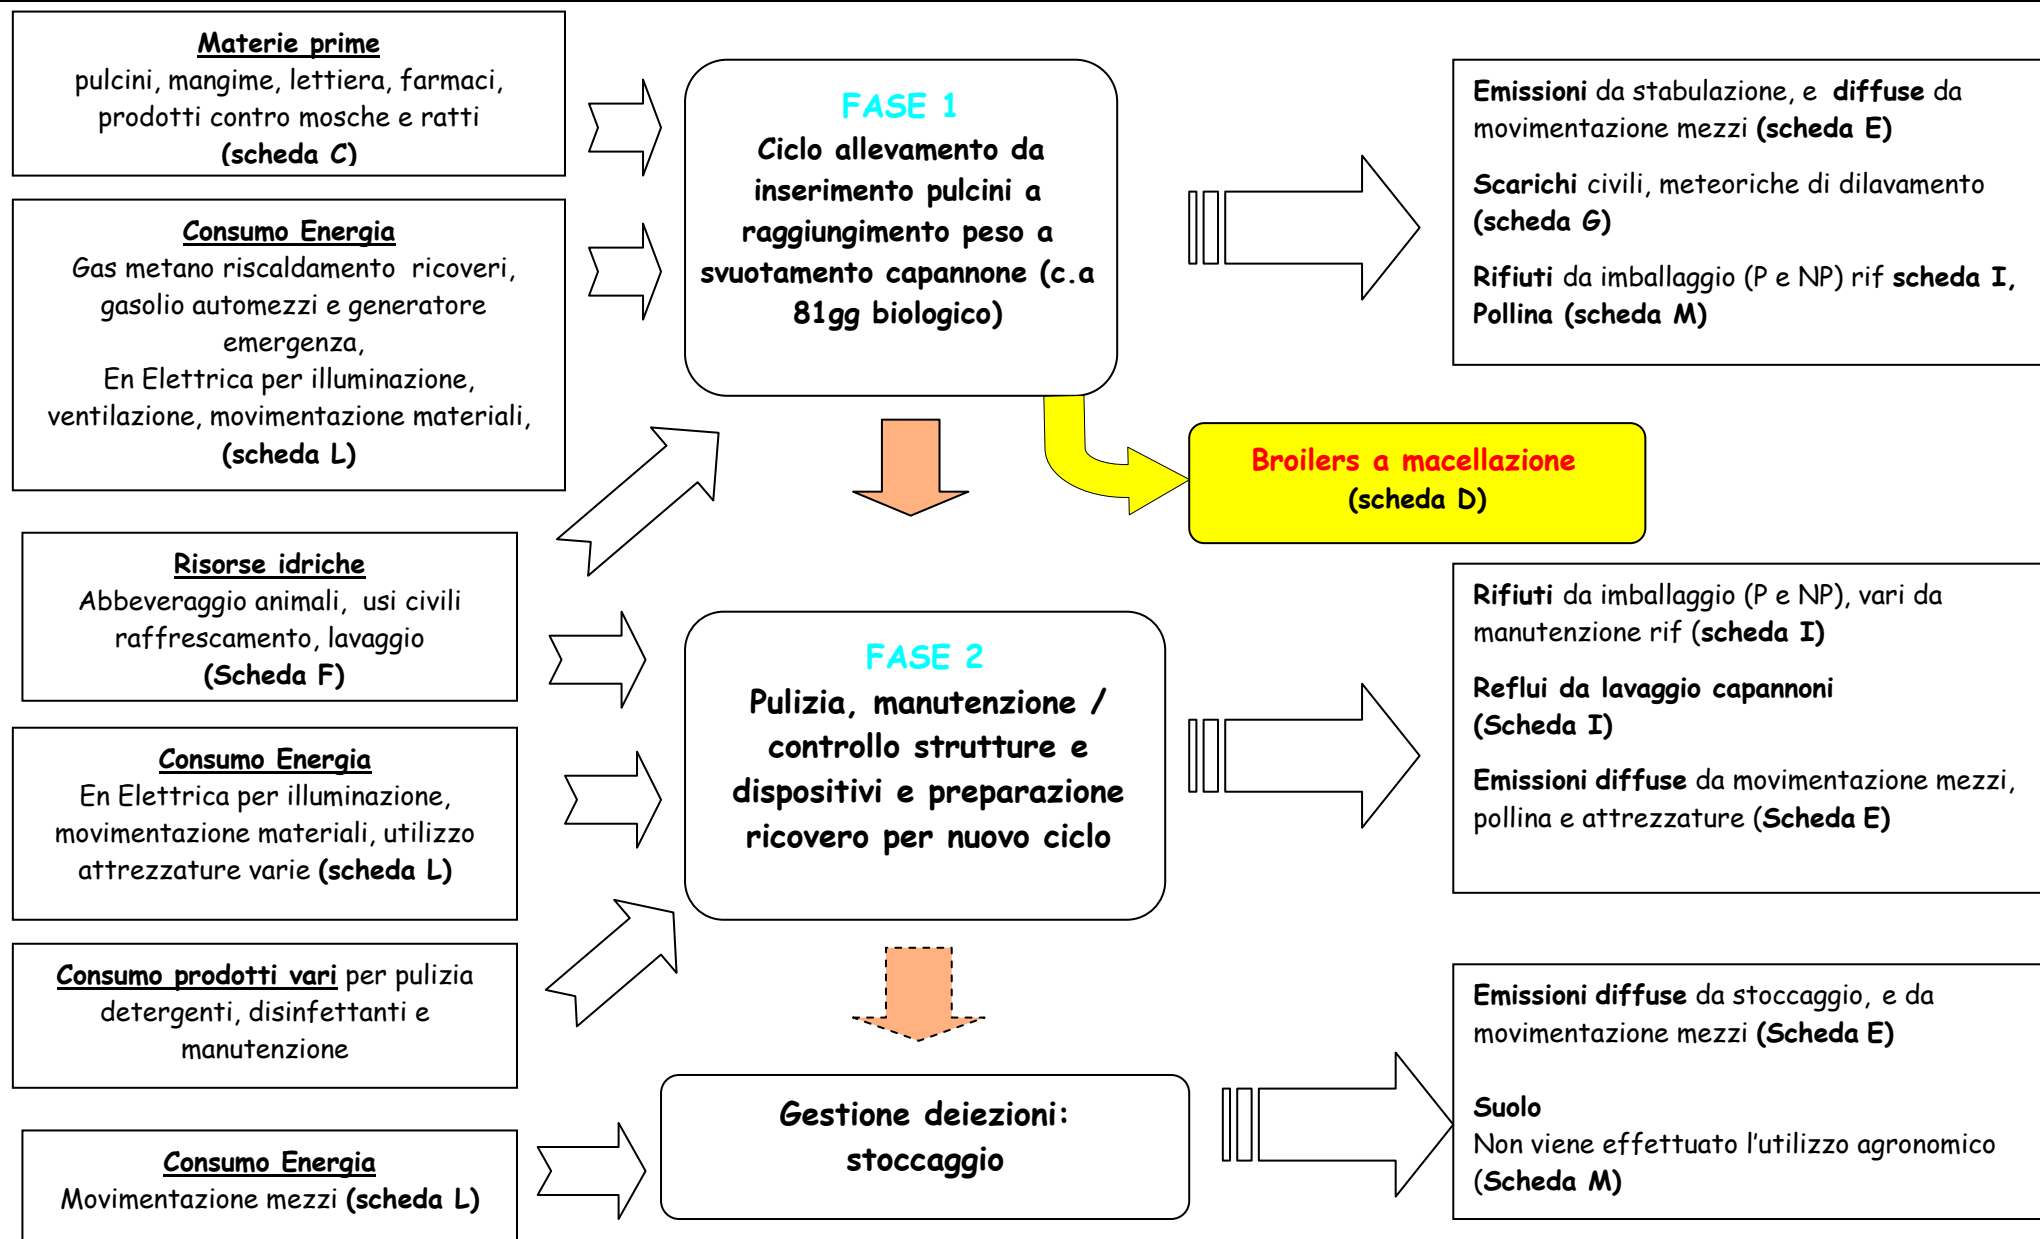 Materie prime
pulcini, mangime, lettiera, farmaci,
prodotti contro mosche e ratti
(scheda C)
Consumo Energia
Gas metano riscaldamento ricoveri,
gasolio automezzi e generatore
emergenza,
En Elettrica per illuminazione,
ventilazione, movimentazione materiali,
(scheda L)
Risorse idriche
Abbeveraggio animali, usi civili
raffrescamento, lavaggio
(Scheda F)
Consumo Energia
En Elettrica per illuminazione,
movimentazione materiali, utilizzo
attrezzature varie (scheda L)
Consumo prodotti vari per pulizia
detergenti, disinfettanti e
manutenzione
Consumo Energia
Movimentazione mezzi (scheda L)
FASE 1
Ciclo allevamento da
inserimento pulcini a
raggiungimento peso a
svuotamento capannone (c.a
81gg biologico)
Broilers a macellazione
(scheda D)
FASE 2
Pulizia, manutenzione /
controllo strutture e
dispositivi e preparazione
ricovero per nuovo ciclo
Gestione deiezioni:
stoccaggio
Emissioni da stabulazione, e diffuse da
movimentazione mezzi (scheda E)
Scarichi civili, meteoriche di dilavamento
(scheda G)
Rifiuti da imballaggio (P e NP) rif scheda I,
Pollina (scheda M)
Rifiuti da imballaggio (P e NP), vari da
manutenzione rif (scheda I)
Reflui da lavaggio capannoni
(Scheda I)
Emissioni diffuse da movimentazione mezzi,
pollina e attrezzature (Scheda E)
Emissioni diffuse da stoccaggio, e da
movimentazione mezzi (Scheda E)
Suolo
Non viene effettuato l'utilizzo agronomico
(Scheda M)